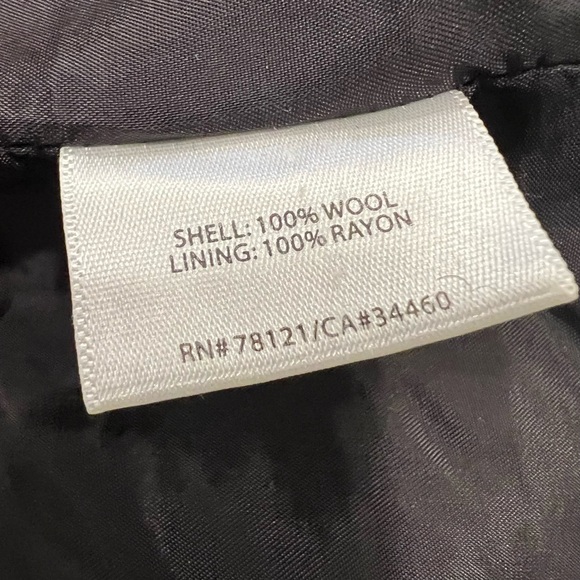 SHELL: 100% WOOL
LINING: 100% RAYON
RN# 78121/CA#34460